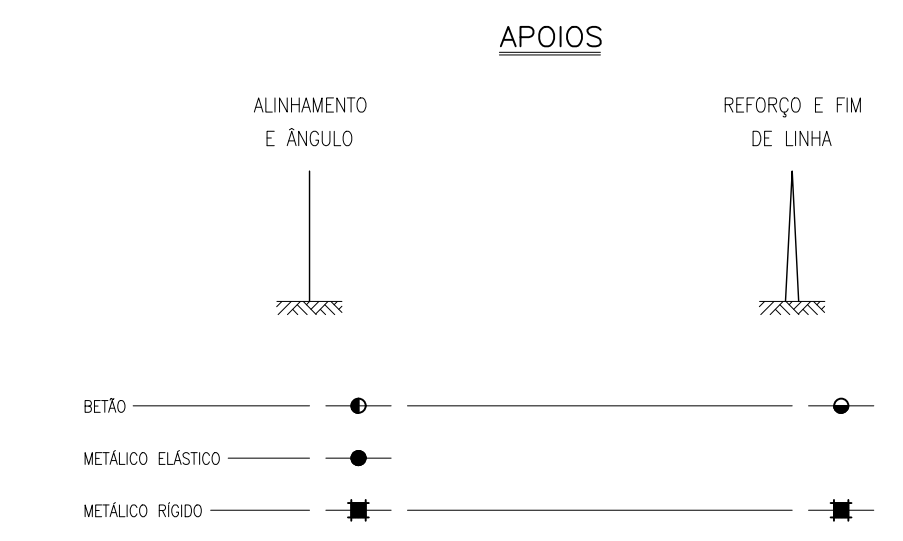 APOIOS
ALINHAMENTO
E ÂNGULO
REFORÇO E FIM
DE LINHA
BETÃO
METÁLICO ELÁSTICO
METÁLICO RÍGIDO